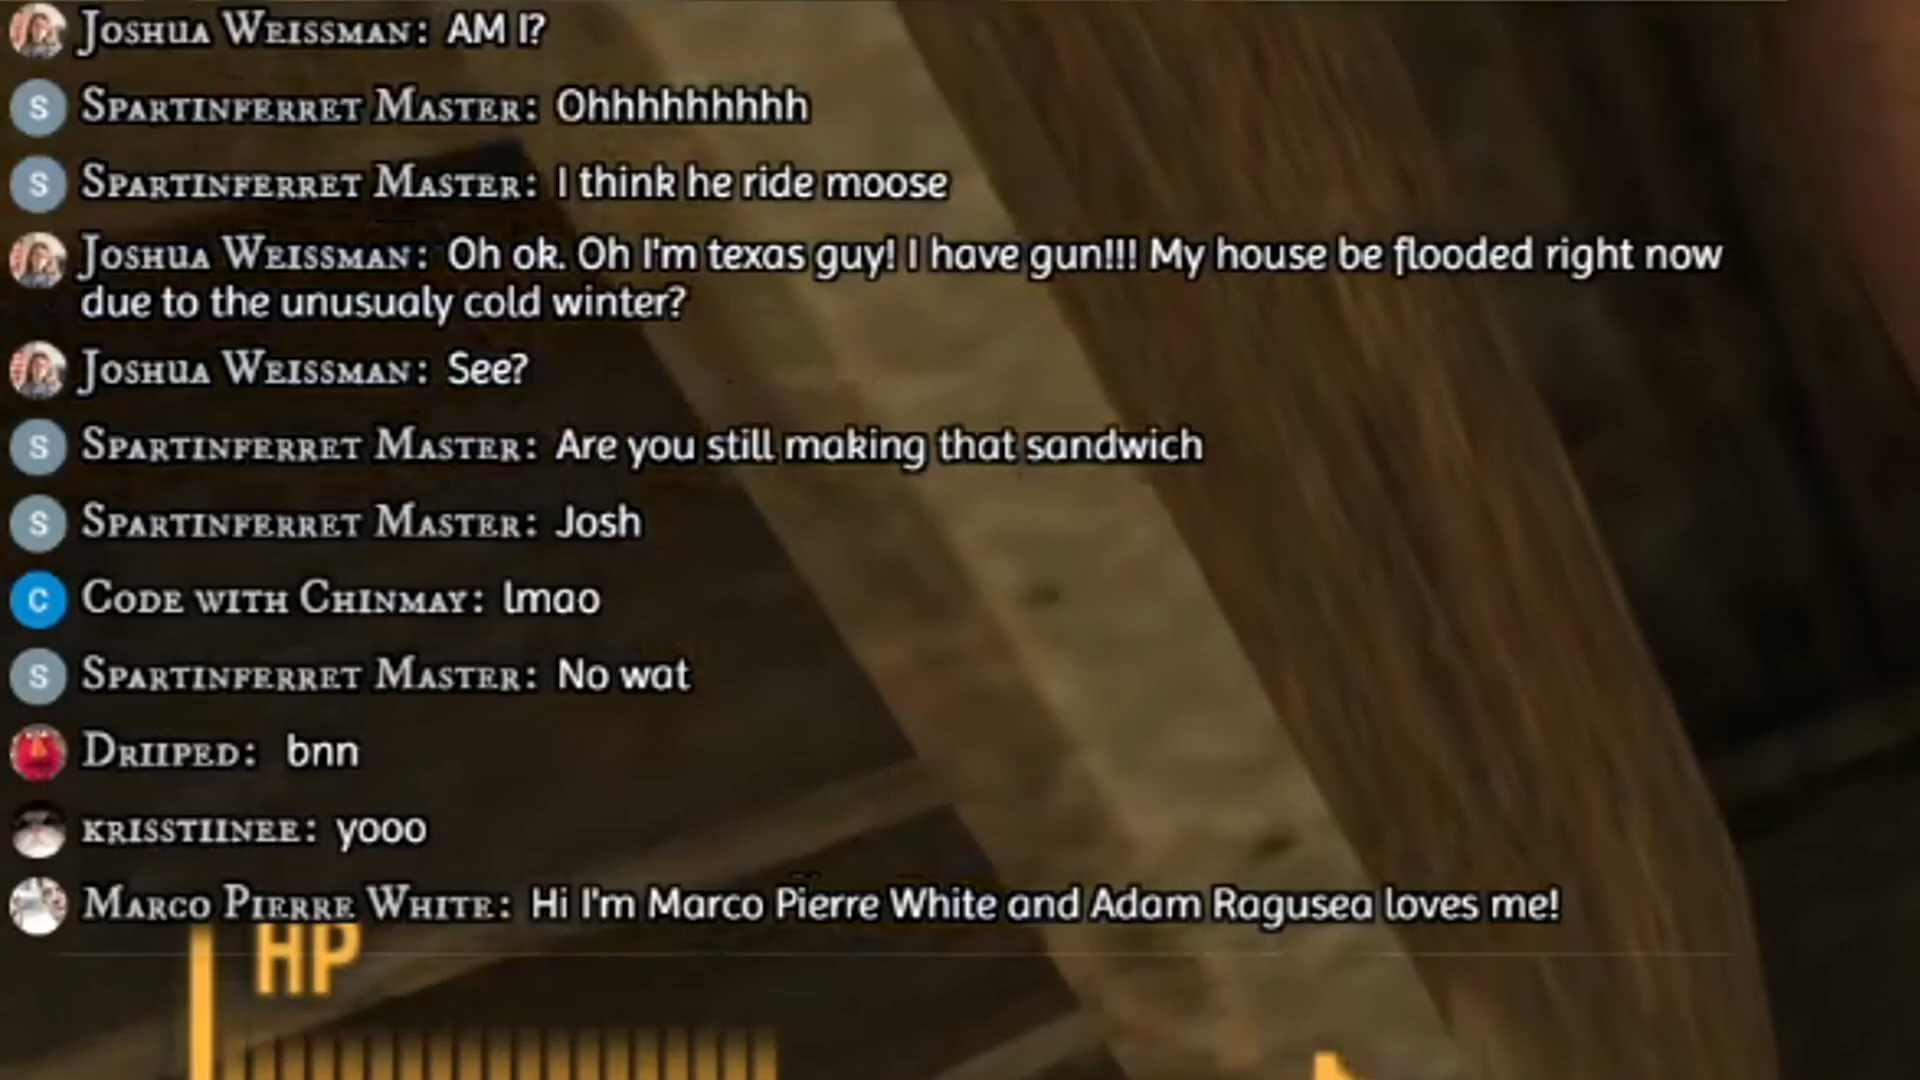 Joshua Weissman: AM I?
Spartinferret Master: Ohhhhhhhhhh
Spartinferret Master: I think he ride moose
Joshua Weissman: Oh ok. Oh I'm texas guy! I have gun!!! My house be flooded right now
due to the unusualy cold winter?
Joshua Weissman: See?
S Spartinferret Master: Are you still making that sandwich
S Spartinferret Master: Josh
C Code with Chinmay: lmao
S Spartinferret Master: No wat
Driiped: bnn
krisstiinee: yooo
Marco Pierre White: Hi I'm Marco Pierre White and Adam Ragusea loves me!
HP